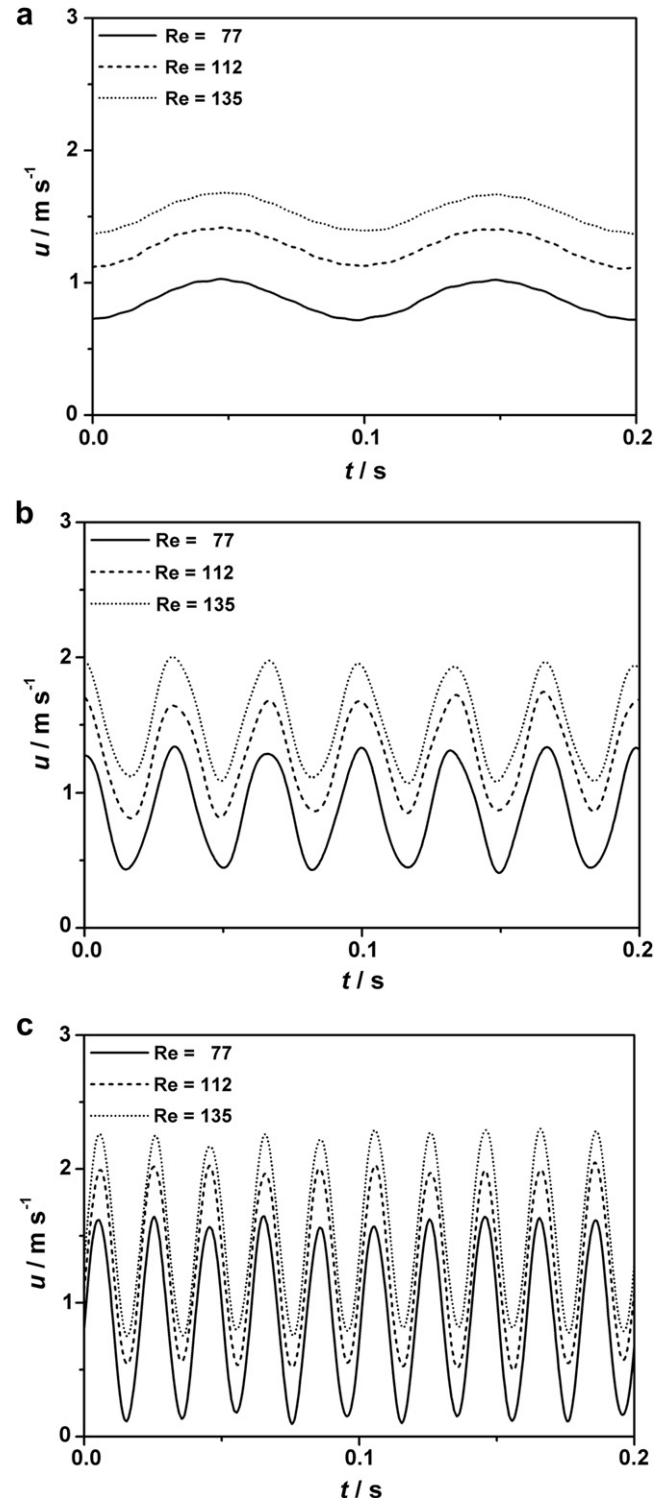 a
3
Re = 77
Re = 112
Re = 135
2
u / m s⁻¹
1
0
0.0 0.1 0.2
t / s
b
3
Re = 77
Re = 112
Re = 135
2
u / m s⁻¹
1
0
0.0 0.1 0.2
t / s
c
3
Re = 77
Re = 112
Re = 135
2
u / m s⁻¹
1
0
0.0 0.1 0.2
t / s